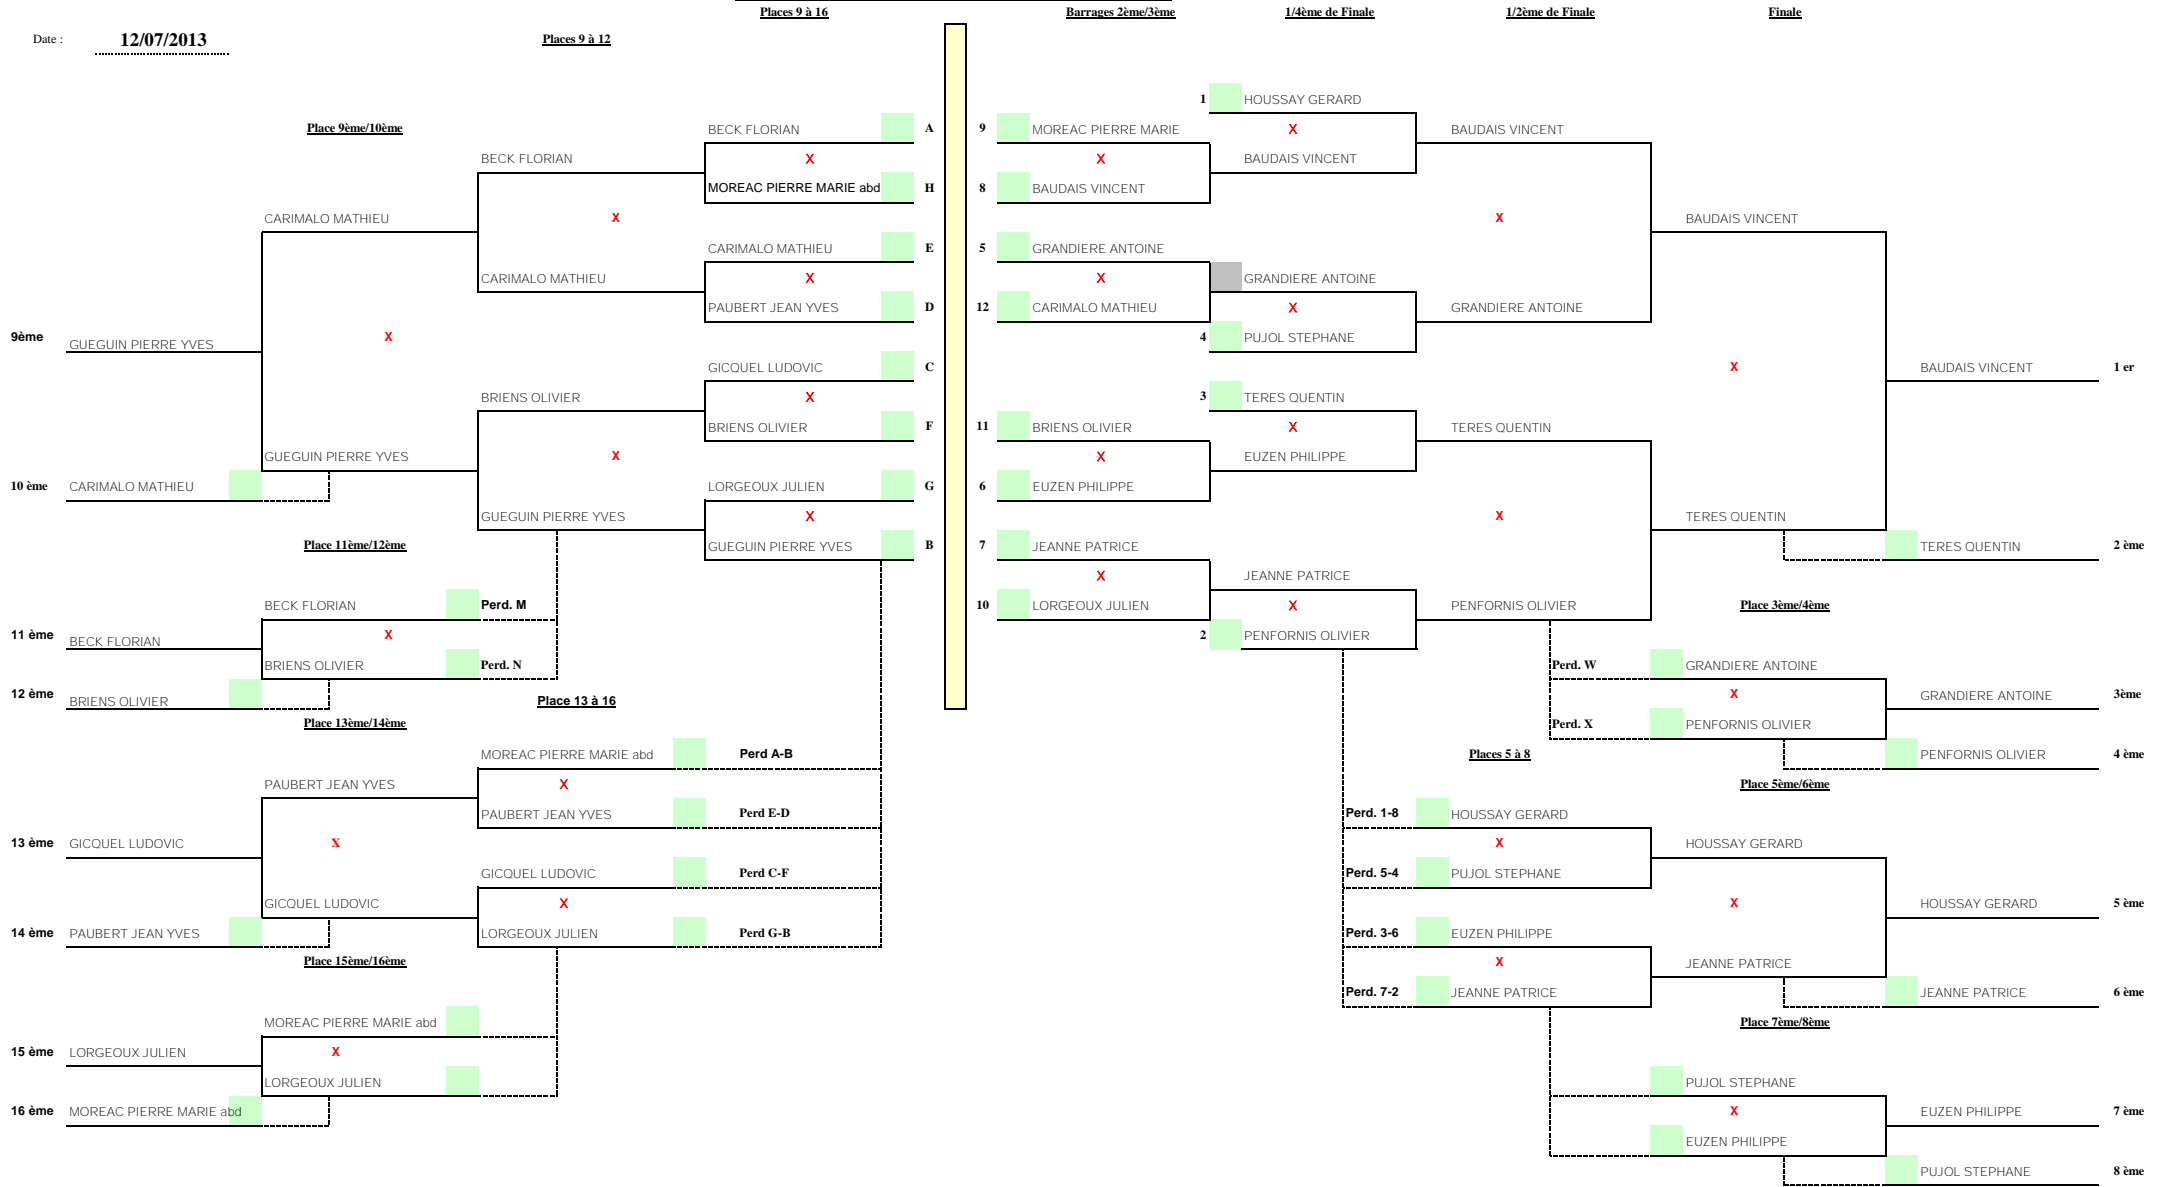 Places 9 à 16
Barrages 2ème/3ème
1/4ème de Finale
1/2ème de Finale
Finale
Date :
12/07/2013
Places 9 à 12
Place 9ème/10ème
BECK FLORIAN
A
X
MOREAC PIERRE MARIE abd
H
BECK FLORIAN
X
CARIMALO MATHIEU
E
X
PAUBERT JEAN YVES
D
CARIMALO MATHIEU
CARIMALO MATHIEU
X
9ème
GUEGUIN PIERRE YVES
GICQUEL LUDOVIC
C
X
BRIENS OLIVIER
F
BRIENS OLIVIER
X
LORGEOUX JULIEN
G
X
GUEGUIN PIERRE YVES
B
GUEGUIN PIERRE YVES
GUEGUIN PIERRE YVES
10 ème
CARIMALO MATHIEU
Place 11ème/12ème
BECK FLORIAN
Perd. M
X
BRIENS OLIVIER
Perd. N
11 ème
BECK FLORIAN
12 ème
BRIENS OLIVIER
Place 13 à 16
Place 13ème/14ème
MOREAC PIERRE MARIE abd
Perd A-B
X
PAUBERT JEAN YVES
Perd E-D
PAUBERT JEAN YVES
X
GICQUEL LUDOVIC
Perd C-F
X
LORGEOUX JULIEN
Perd G-B
GICQUEL LUDOVIC
13 ème
GICQUEL LUDOVIC
14 ème
PAUBERT JEAN YVES
Place 15ème/16ème
MOREAC PIERRE MARIE abd
X
LORGEOUX JULIEN
15 ème
LORGEOUX JULIEN
16 ème
MOREAC PIERRE MARIE abd
1
HOUSSAY GERARD
X
BAUDAIS VINCENT
9
MOREAC PIERRE MARIE
X
8
BAUDAIS VINCENT
BAUDAIS VINCENT
X
5
GRANDIERE ANTOINE
X
12
CARIMALO MATHIEU
GRANDIERE ANTOINE
X
4
PUJOL STEPHANE
GRANDIERE ANTOINE
BAUDAIS VINCENT
X
BAUDAIS VINCENT
1 er
3
TERES QUENTIN
X
EUZEN PHILIPPE
11
BRIENS OLIVIER
X
6
EUZEN PHILIPPE
TERES QUENTIN
X
7
JEANNE PATRICE
X
10
LORGEOUX JULIEN
JEANNE PATRICE
X
2
PENFORNIS OLIVIER
PENFORNIS OLIVIER
TERES QUENTIN
TERES QUENTIN
2 ème
Place 3ème/4ème
Perd. W
GRANDIERE ANTOINE
X
Perd. X
PENFORNIS OLIVIER
GRANDIERE ANTOINE
3ème
PENFORNIS OLIVIER
4 ème
Places 5 à 8
Place 5ème/6ème
Perd. 1-8
HOUSSAY GERARD
X
Perd. 5-4
PUJOL STEPHANE
HOUSSAY GERARD
X
Perd. 3-6
EUZEN PHILIPPE
X
Perd. 7-2
JEANNE PATRICE
JEANNE PATRICE
HOUSSAY GERARD
5 ème
JEANNE PATRICE
6 ème
Place 7ème/8ème
PUJOL STEPHANE
X
EUZEN PHILIPPE
EUZEN PHILIPPE
7 ème
PUJOL STEPHANE
8 ème